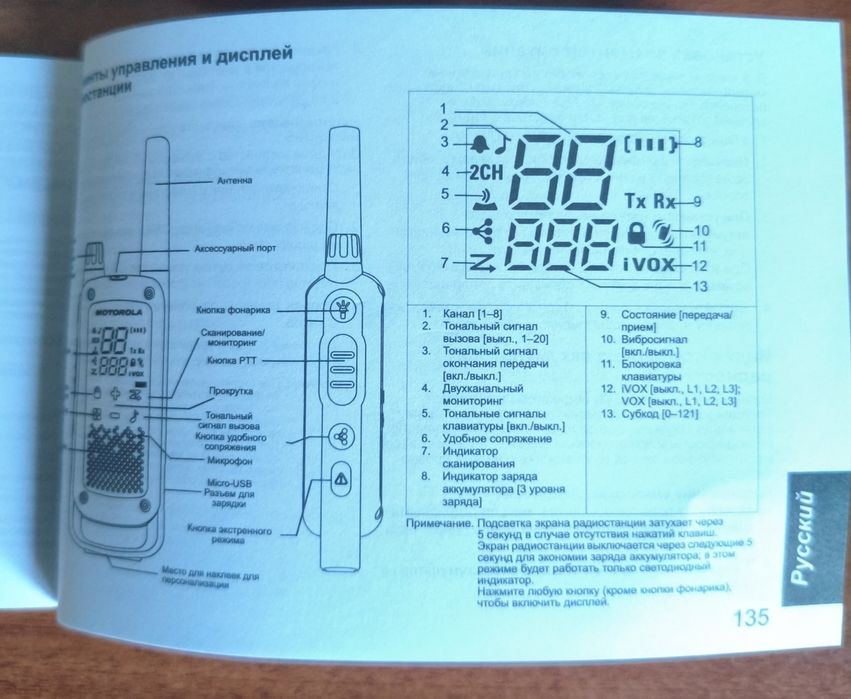 нты управления и дисплей
останции
Антенна
Аксессуарный порт
Кнопка фонарика
Сканирование/
мониторинг
Кнопка PTT
Прокрутка
Тональный
сигнал вызова
Кнопка удобного
сопряжения
Микрофон
Micro-USB
Разъем для
зарядки
Кнопка экстренного
режима
Место для наклеек для
персонализации
MOTOROLA
88
Tx Rx
888
iVOX
1
2
3
4
5
6
7
2CH
88
Tx Rx
888
iVOX
8
9
10
11
12
13
1. Канал [1–8]
2. Тональный сигнал
вызова [выкл., 1–20]
3. Тональный сигнал
окончания передачи
[вкл./выкл.]
4. Двухканальный
мониторинг
5. Тональные сигналы
клавиатуры [вкл./выкл.]
6. Удобное сопряжение
7. Индикатор
сканирования
8. Индикатор заряда
аккумулятора [3 уровня
заряда]
9. Состояние [передача/
прием]
10. Вибросигнал
[вкл./выкл.]
11. Блокировка
клавиатуры
12. iVOX [выкл., L1, L2, L3];
VOX [выкл., L1, L2, L3]
13. Субкод [0–121]
Примечание. Подсветка экрана радиостанции затухает через
5 секунд в случае отсутствия нажатий клавиш.
Экран радиостанции выключается через следующие 5
секунд для экономии заряда аккумулятора, в этом
режиме будет работать только светодиодный
индикатор.
Нажмите любую кнопку (кроме кнопки фонарика),
чтобы включить дисплей.
Русский
135